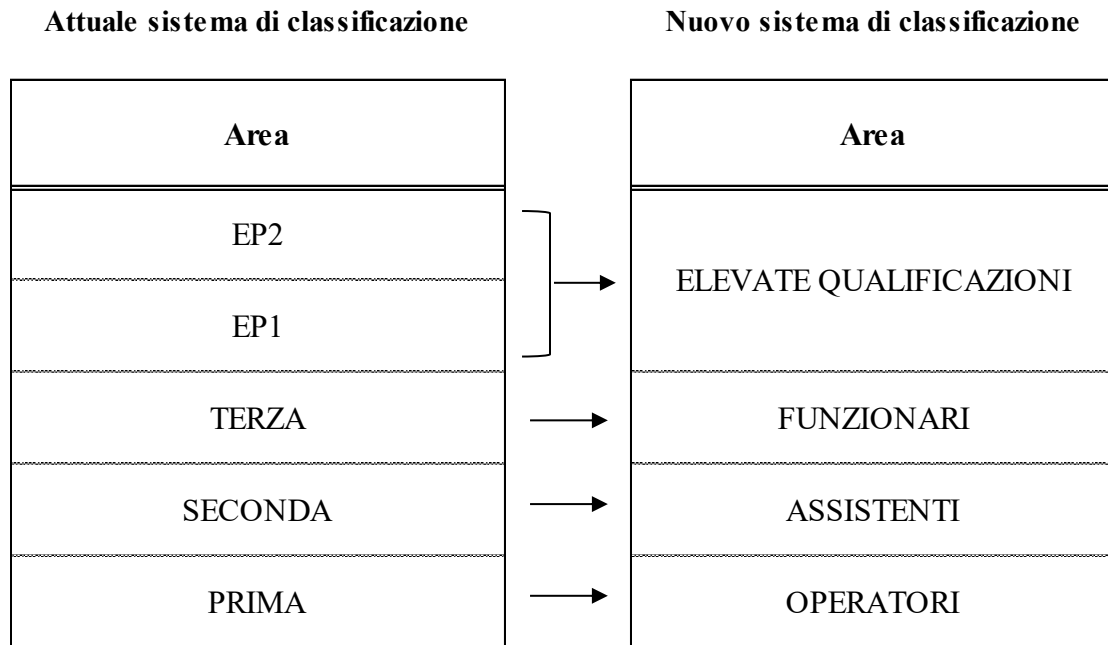 Attuale sistema di classificazione
Nuovo sistema di classificazione
Area
Area
EP2
EP1
ELEVATE QUALIFICAZIONI
TERZA
FUNZIONARI
SECONDA
ASSISTENTI
PRIMA
OPERATORI